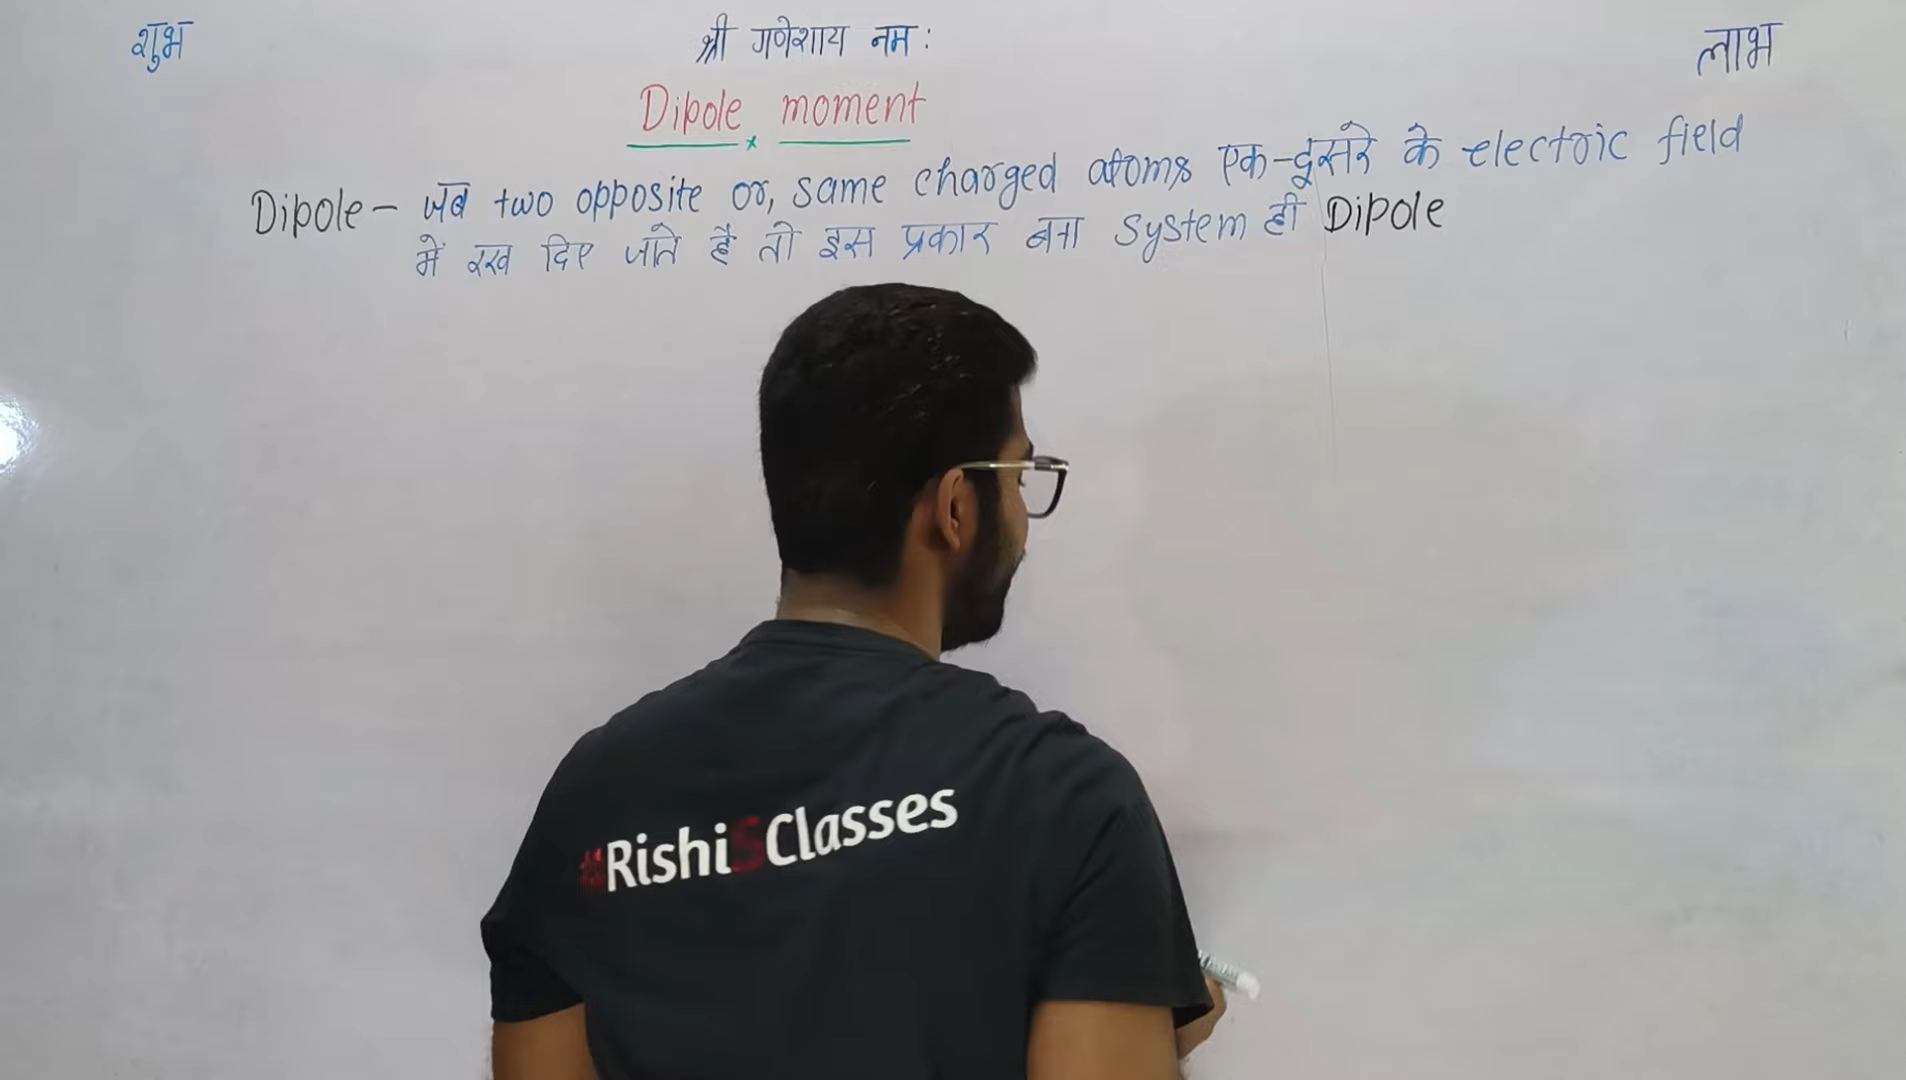 शुभ
श्री गणेशाय नम:
लाभ
Dipole moment
Dipole - जब two opposite or, same charged atoms एक-दूसरे के electric field
में रख दिए जाते है तो इस प्रकार बना system ही Dipole
#RishiSClasses